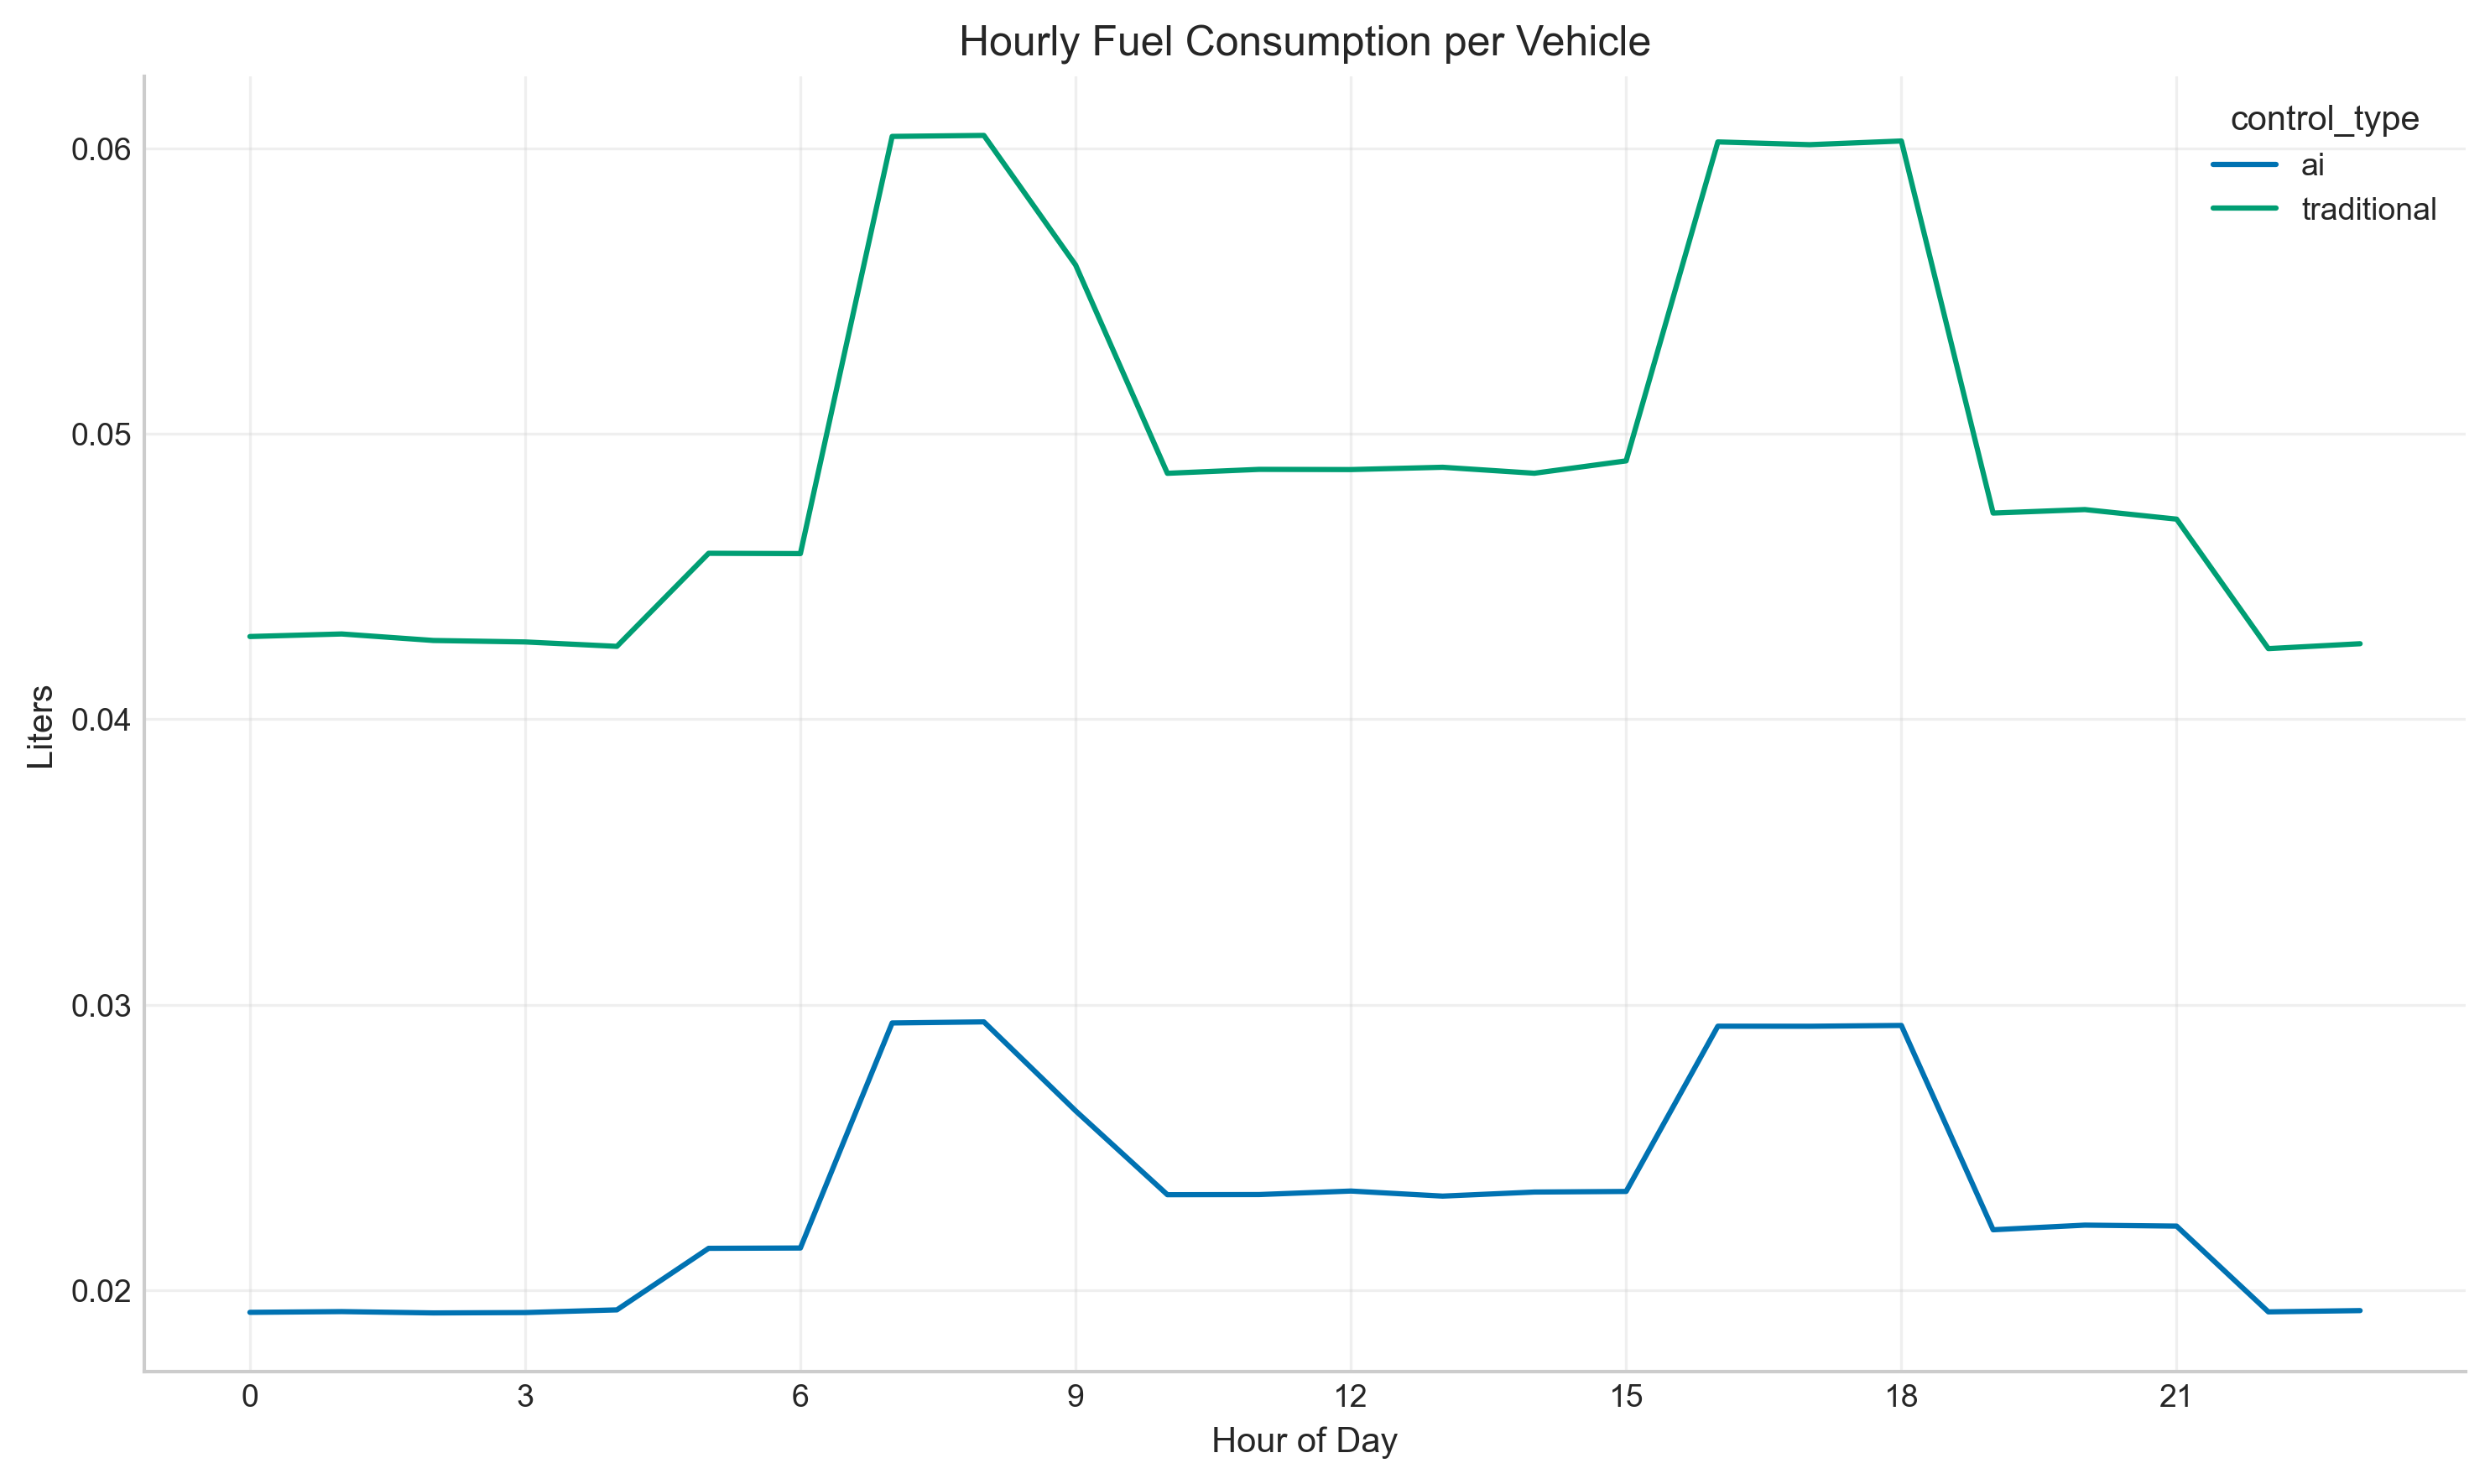 Hourly Fuel Consumption per Vehicle
control_type
ai
traditional
Liters
0.06
0.05
0.04
0.03
0.02
0 3 6 9 12 15 18 21
Hour of Day